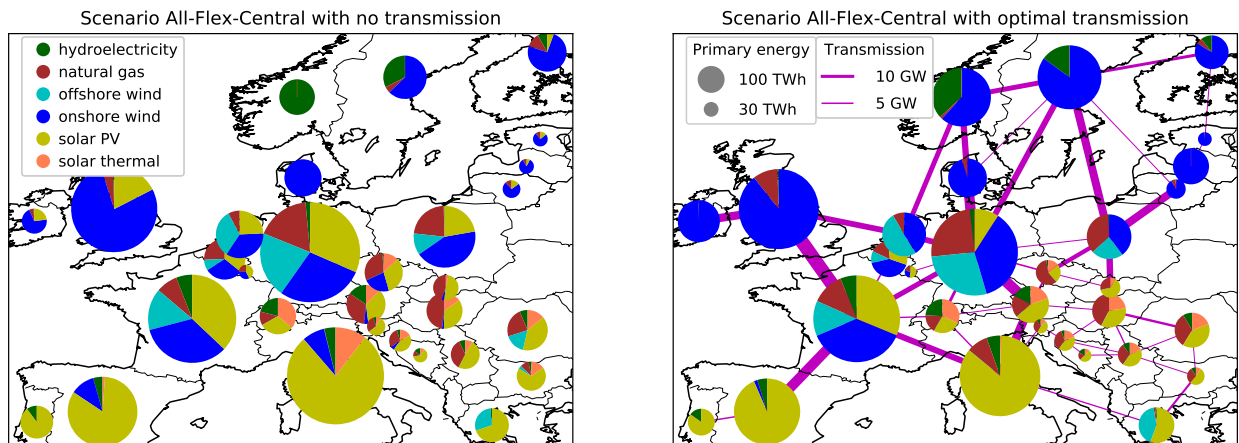 Scenario All-Flex-Central with no transmission
hydroelectricity
natural gas
offshore wind
onshore wind
solar PV
solar thermal
Scenario All-Flex-Central with optimal transmission
Primary energy
100 TWh
30 TWh
Transmission
10 GW
5 GW